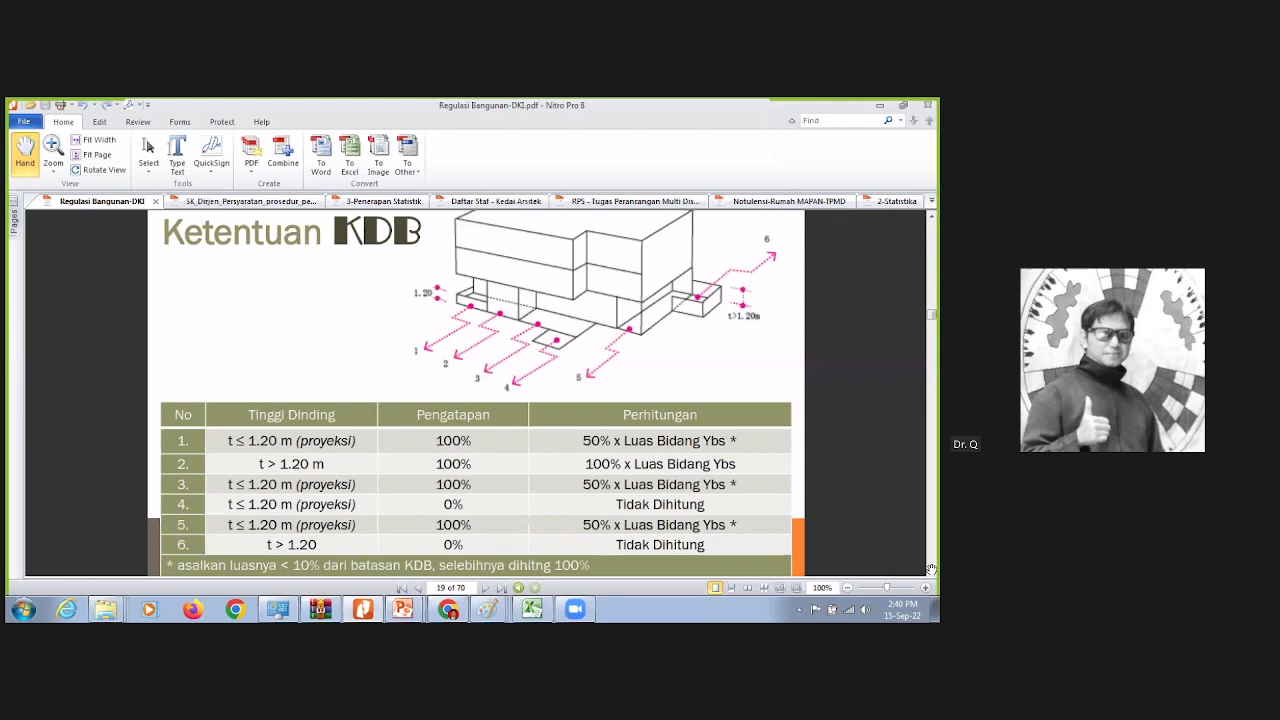 Regulasi Bangunan-DKI.pdf - Nitro Pro 8
File Home Edit Review Forms Protect Help
Find
Hand
Zoom
Fit Width
Fit Page
Rotate View
View
Select
Type
Text
QuickSign
Tools
PDF
Combine
Create
To
Word
To
Excel
To
Image
To
Other
Convert
Regulasi Bangunan-DKI
SK_Dirjen_Persyaratan_prosedur_pe...
3-Penerapan Statistik
Daftar Staf - Kedai Arsitek
RPS - Tugas Perancangan Multi Dis...
Notulensi-Rumah MAPAN-TPMD
2-Statistika
Pages
Ketentuan KDB
6
1.20
t>1.20m
1
2
3
4
5
No Tinggi Dinding Pengatapan Perhitungan
1. t ≤ 1.20 m (proyeksi) 100% 50% x Luas Bidang Ybs *
2. t > 1.20 m 100% 100% x Luas Bidang Ybs
3. t ≤ 1.20 m (proyeksi) 100% 50% x Luas Bidang Ybs *
4. t ≤ 1.20 m (proyeksi) 0% Tidak Dihitung
5. t ≤ 1.20 m (proyeksi) 100% 50% x Luas Bidang Ybs *
6. t > 1.20 0% Tidak Dihitung
* asalkan luasnya < 10% dari batasan KDB, selebihnya dihitng 100%
19 of 70
100%
2:40 PM
15-Sep-22
Dr. Q